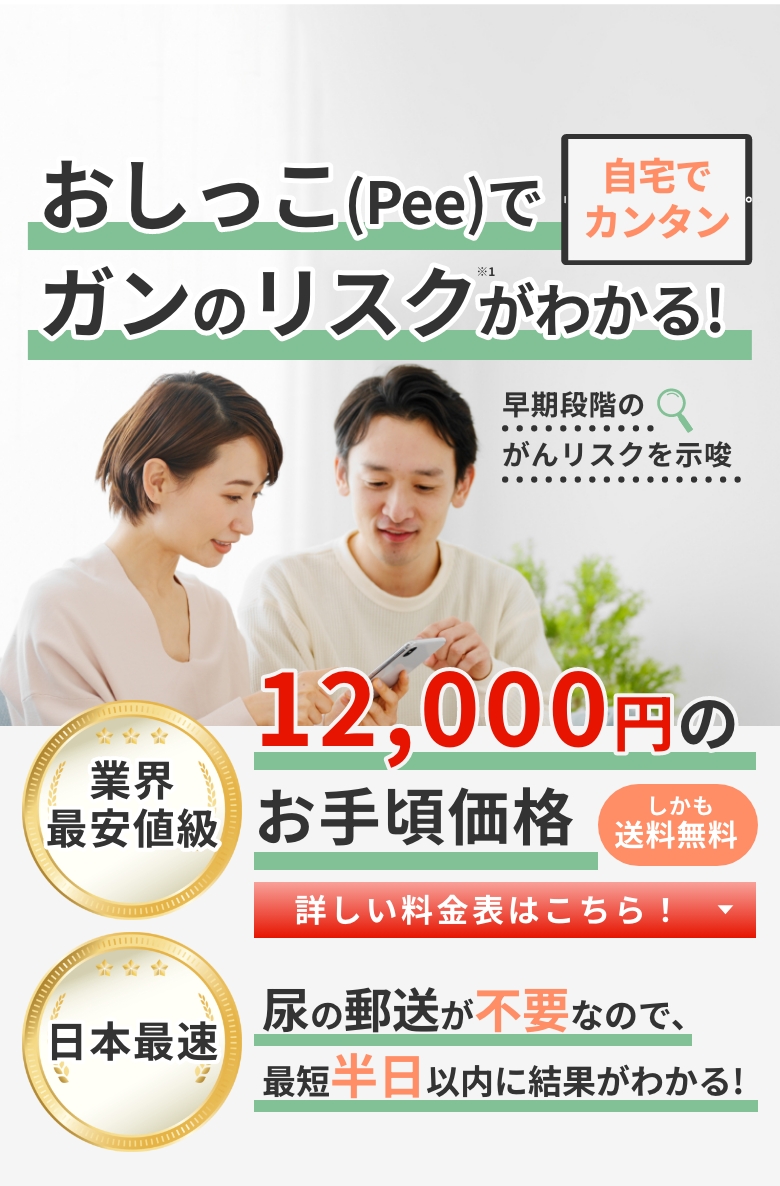 自宅で
カンタン
おしっこ(Pee)で
ガンのリスク※1がわかる!
早期段階の
がんリスクを示唆
12,000円の
お手頃価格
しかも
送料無料
業界
最安値級
詳しい料金表はこちら！
日本最速
尿の郵送が不要なので、
最短半日以内に結果がわかる!